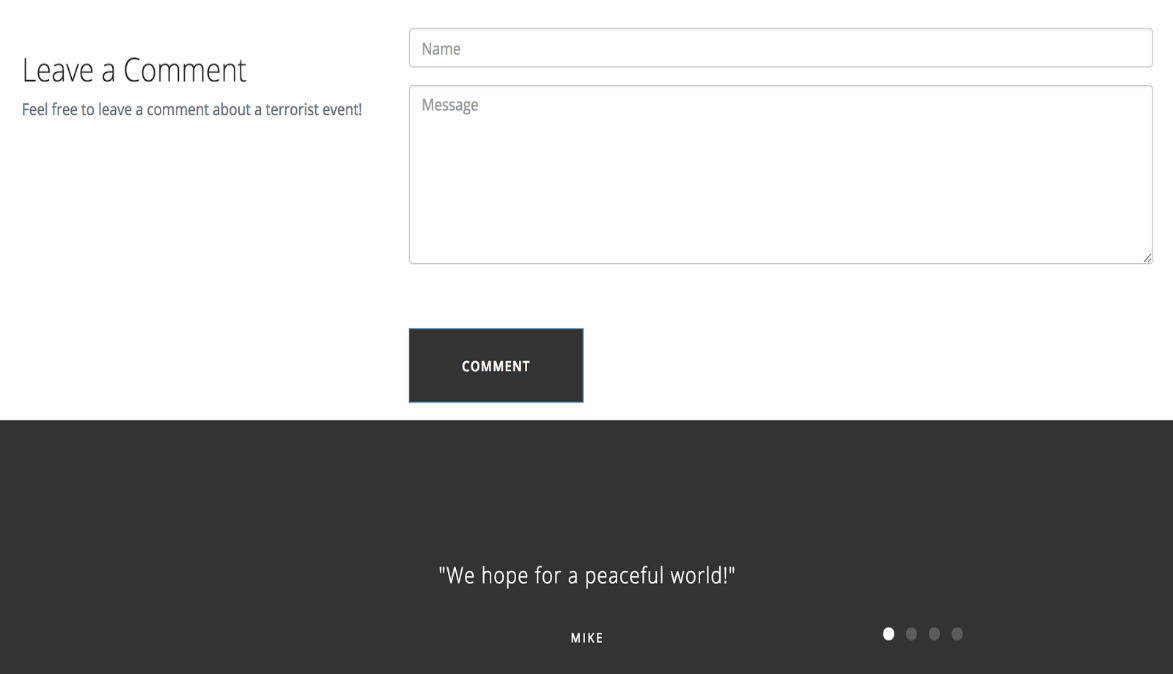 Leave a Comment
Feel free to leave a comment about a terrorist event!
Name
Message
COMMENT
"We hope for a peaceful world!"
MIKE